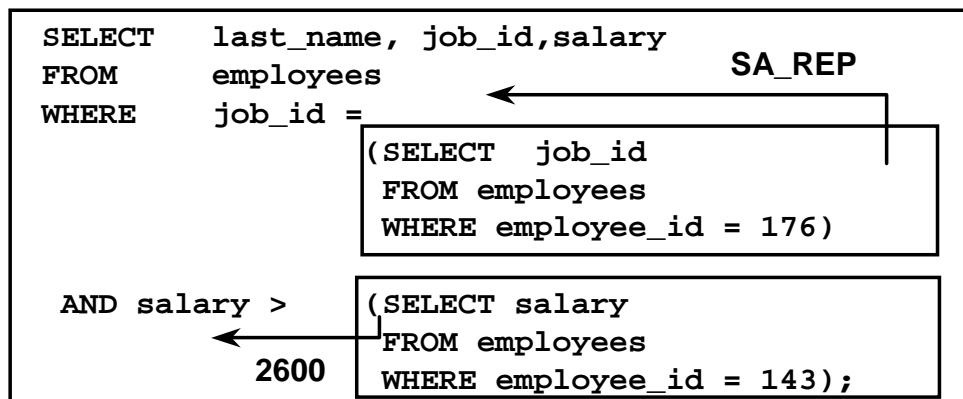 SELECT last_name, job_id,salary
FROM employees
SA_REP
WHERE job_id =
(SELECT job_id
FROM employees
WHERE employee_id = 176)
AND salary > (SELECT salary
FROM employees
2600
WHERE employee_id = 143);